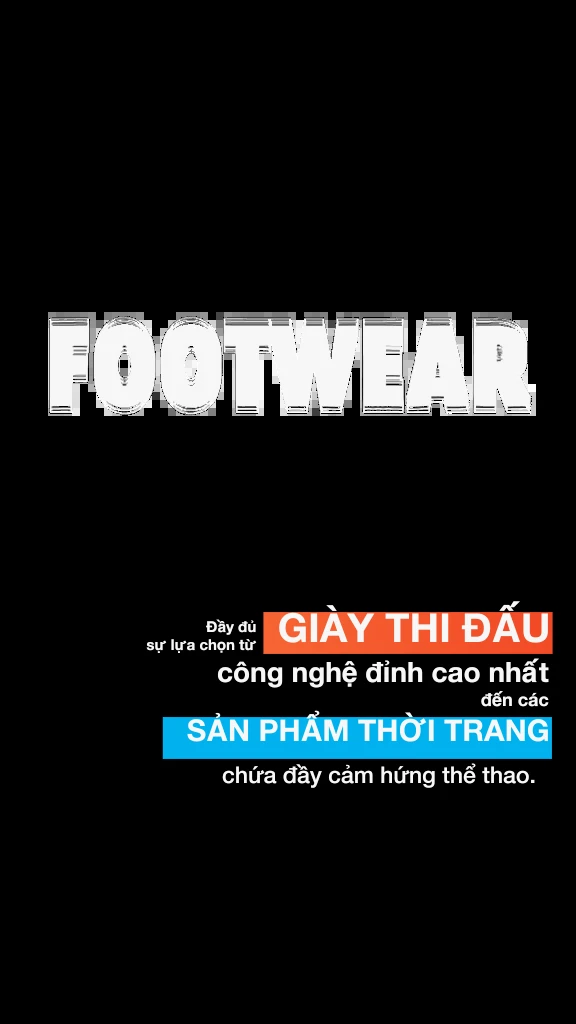 FOOTWEAR
Đầy đủ
sự lựa chọn từ
GIÀY THI ĐẤU
công nghệ đỉnh cao nhất
đến các
SẢN PHẨM THỜI TRANG
chứa đầy cảm hứng thể thao.